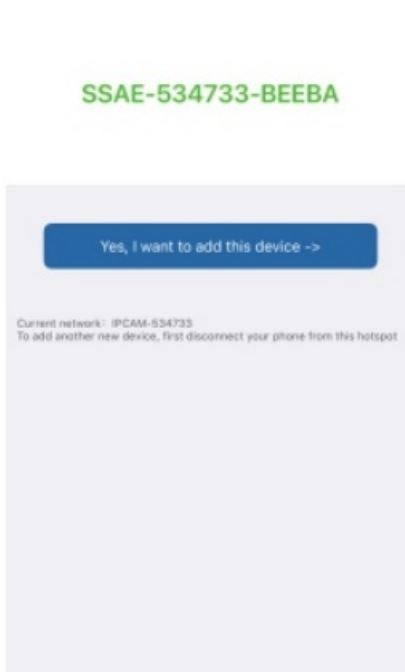 SSAE-534733-BEEBA
Yes, I want to add this device ->
Current network: IPCAM-534733
To add another new device, first disconnect your phone from this hotspot